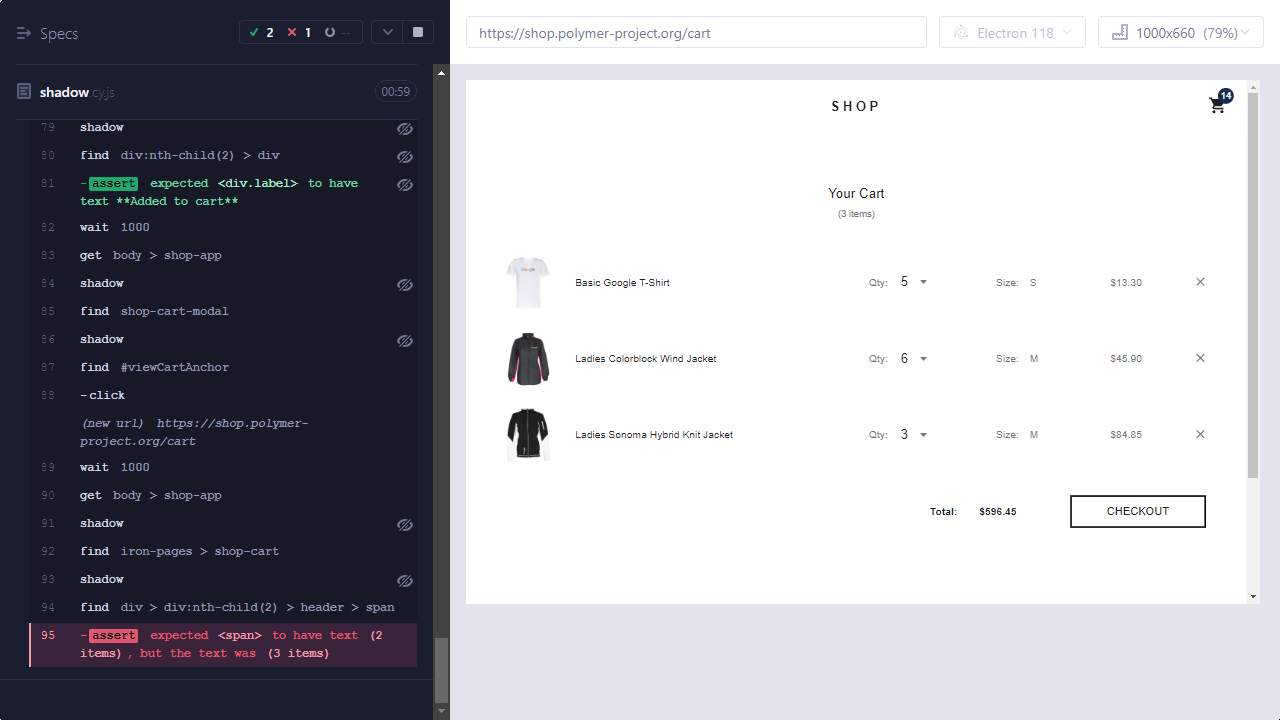 Specs
2
1
--
shadow.cy.js
00:59
79 shadow
80 find div:nth-child(2) > div
81 -assert expected <div.label> to have
text **Added to cart**
82 wait 1000
83 get body > shop-app
84 shadow
85 find shop-cart-modal
86 shadow
87 find #viewCartAnchor
88 -click
(new url) https://shop.polymer-
project.org/cart
89 wait 1000
90 get body > shop-app
91 shadow
92 find iron-pages > shop-cart
93 shadow
94 find div > div:nth-child(2) > header > span
95 -assert expected <span> to have text (2
items), but the text was (3 items)
https://shop.polymer-project.org/cart
Electron 118
1000x660 (79%)
SHOP
14
Your Cart
(3 items)
Google
Basic Google T-Shirt Qty: 5 Size: S $13.30
Ladies Colorblock Wind Jacket Qty: 6 Size: M $45.90
Ladies Sonoma Hybrid Knit Jacket Qty: 3 Size: M $84.85
Total: $596.45 CHECKOUT